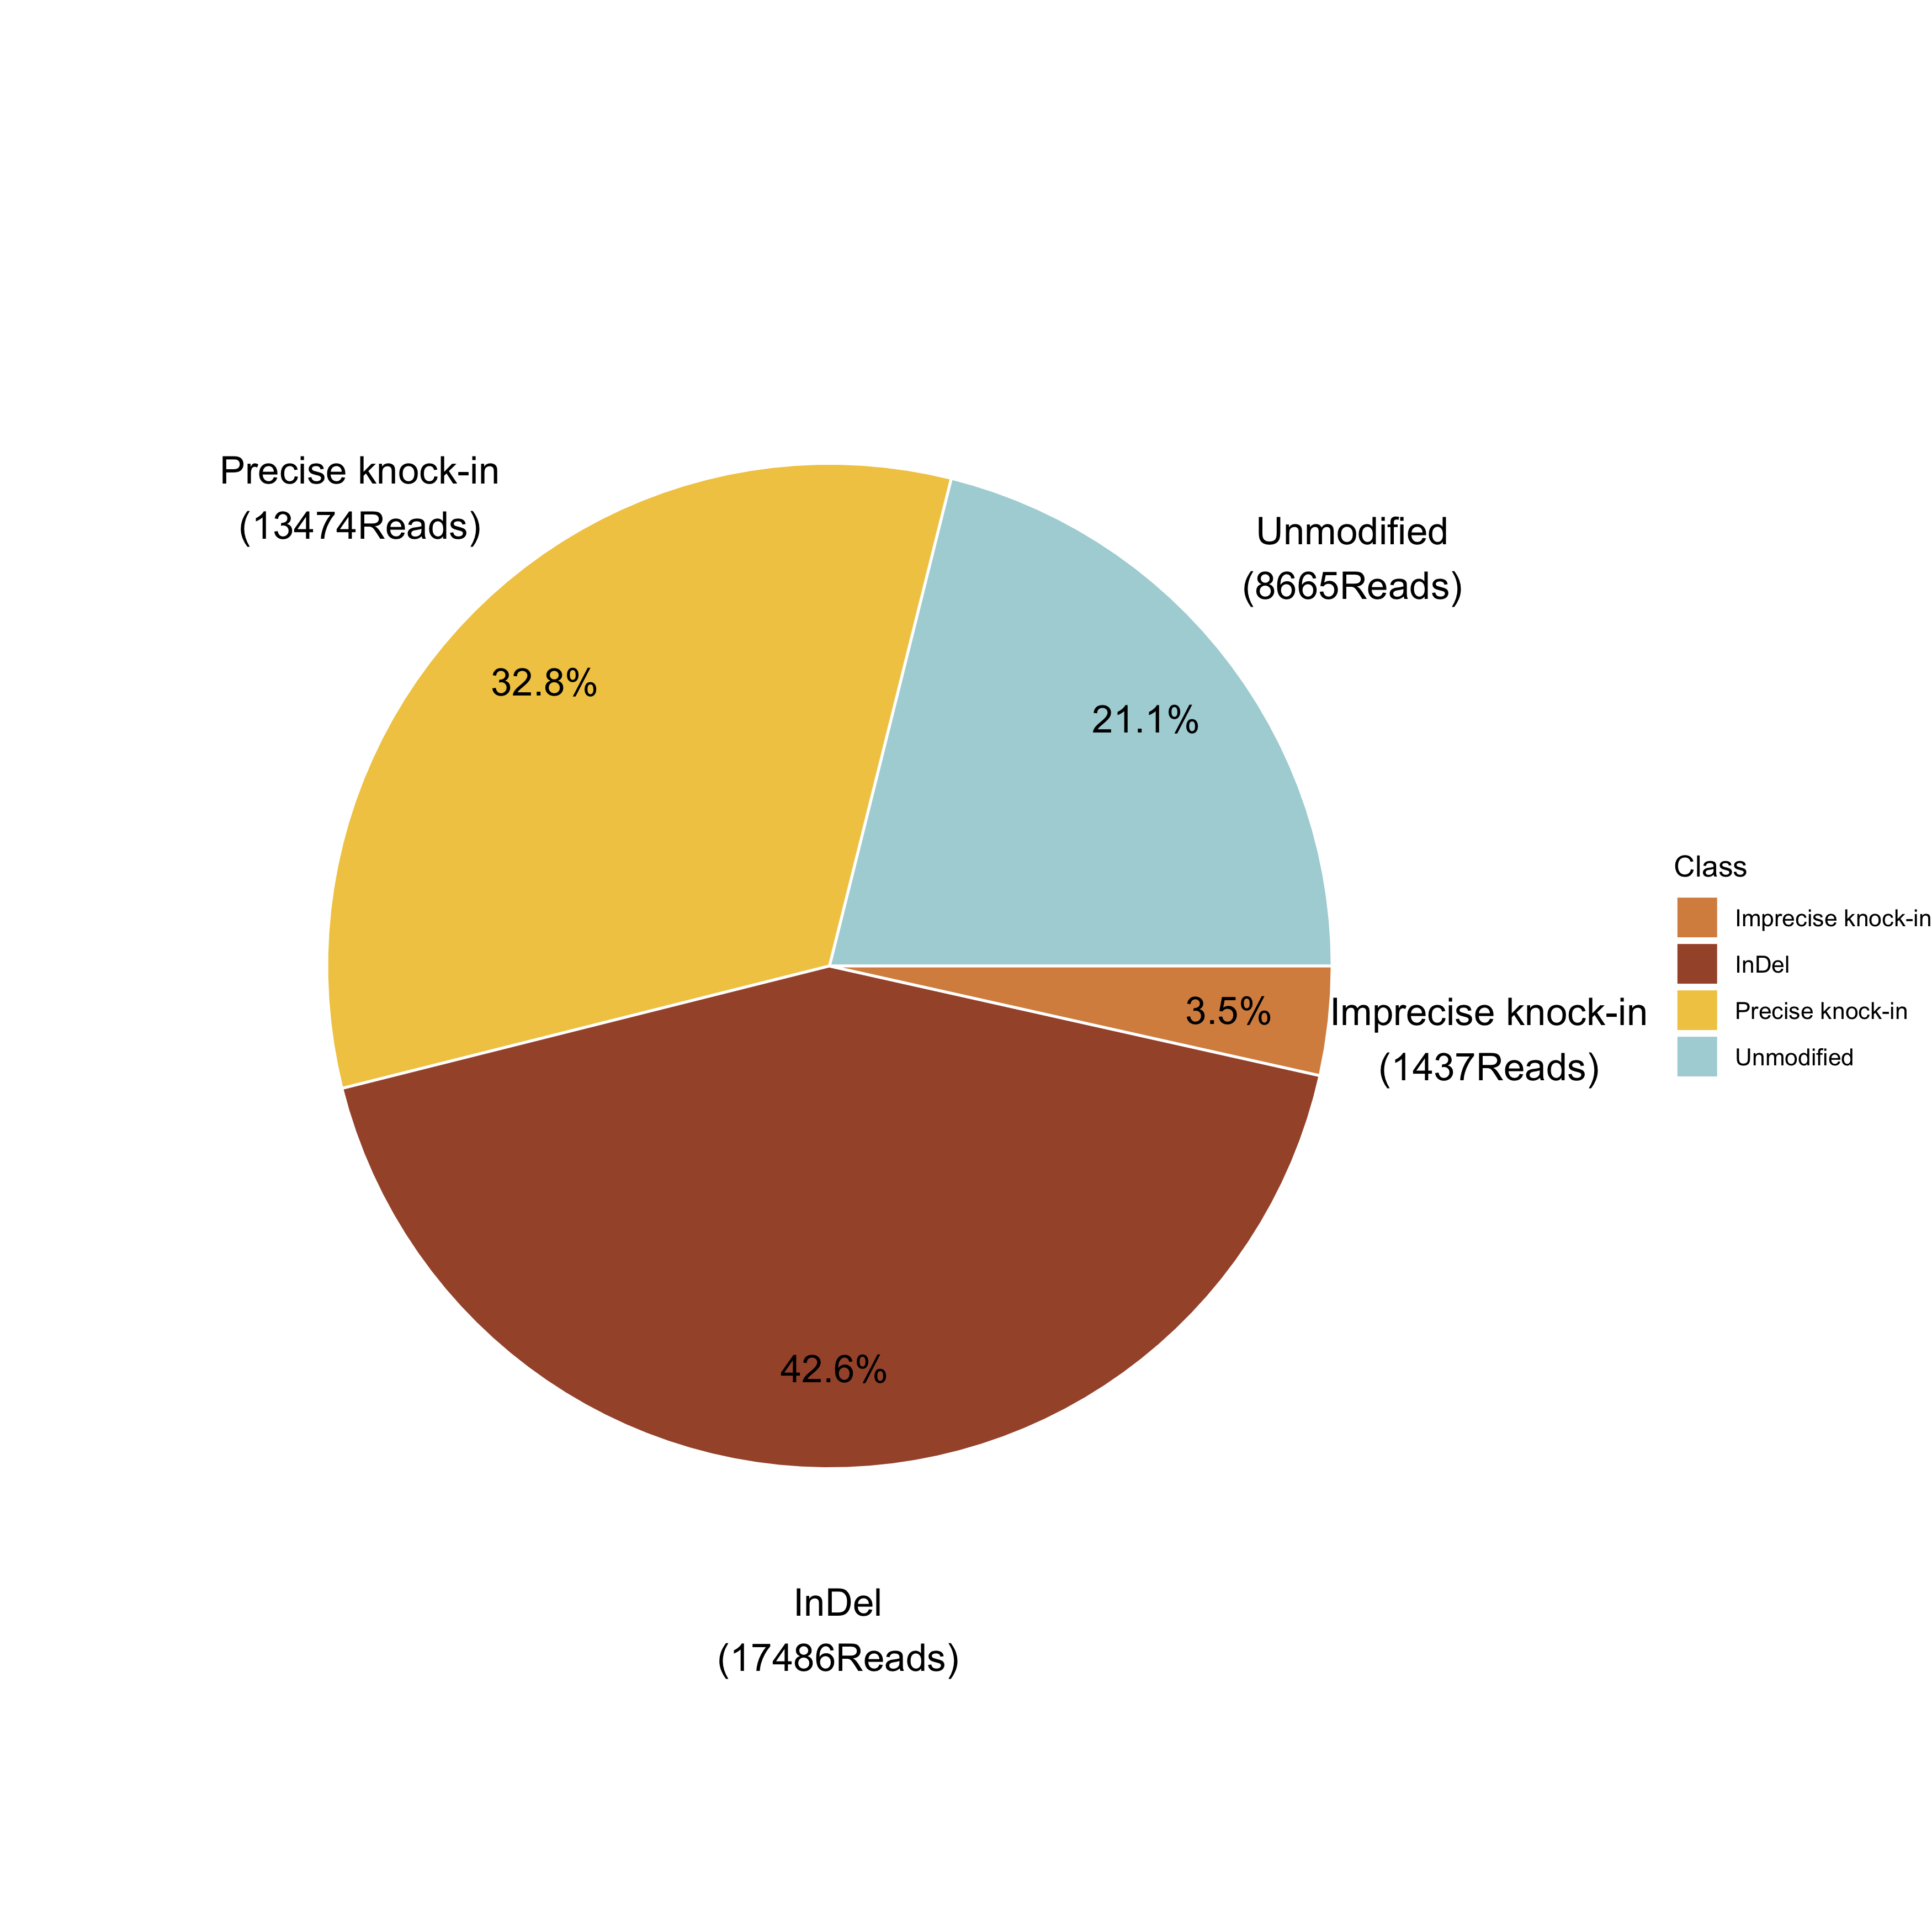 Precise knock-in
(13474Reads)
Unmodified
(8665Reads)
32.8%
21.1%
Class
Imprecise knock-in
InDel
Precise knock-in
Unmodified
3.5%
Imprecise knock-in
(1437Reads)
42.6%
InDel
(17486Reads)